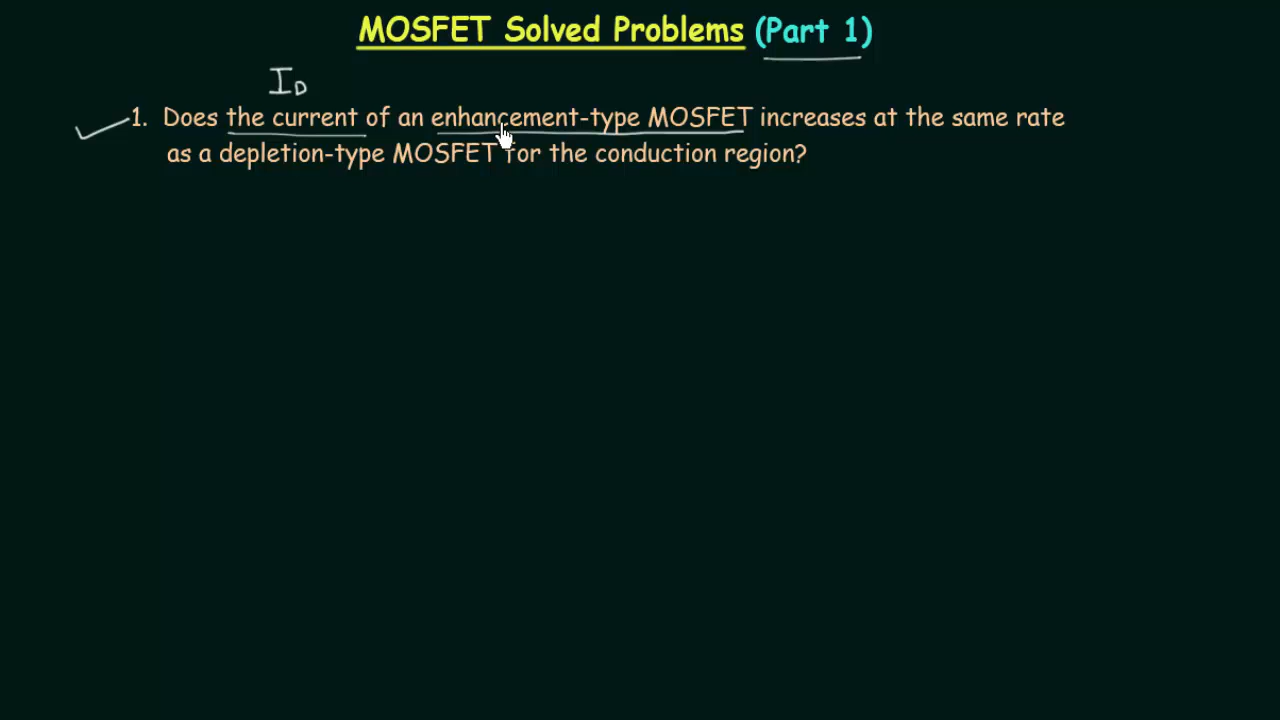 MOSFET Solved Problems (Part 1)
I_D
1. Does the current of an enhancement-type MOSFET increases at the same rate
as a depletion-type MOSFET for the conduction region?